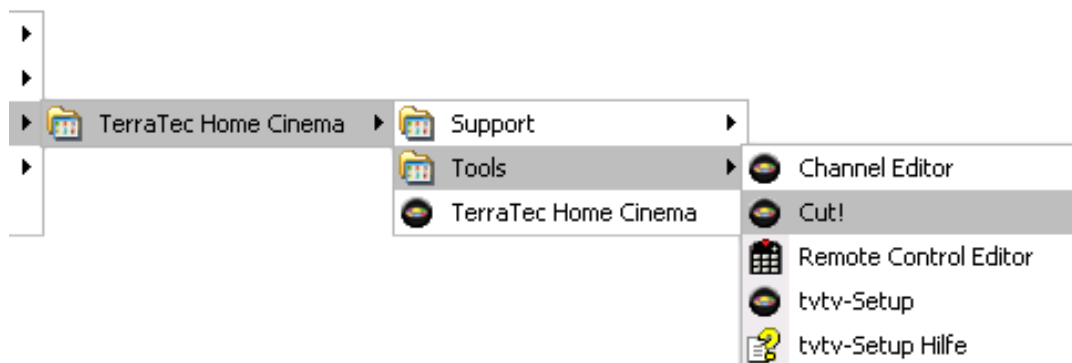 TerraTec Home Cinema
Support
Tools
TerraTec Home Cinema
Channel Editor
Cut!
Remote Control Editor
tvtv-Setup
tvtv-Setup Hilfe